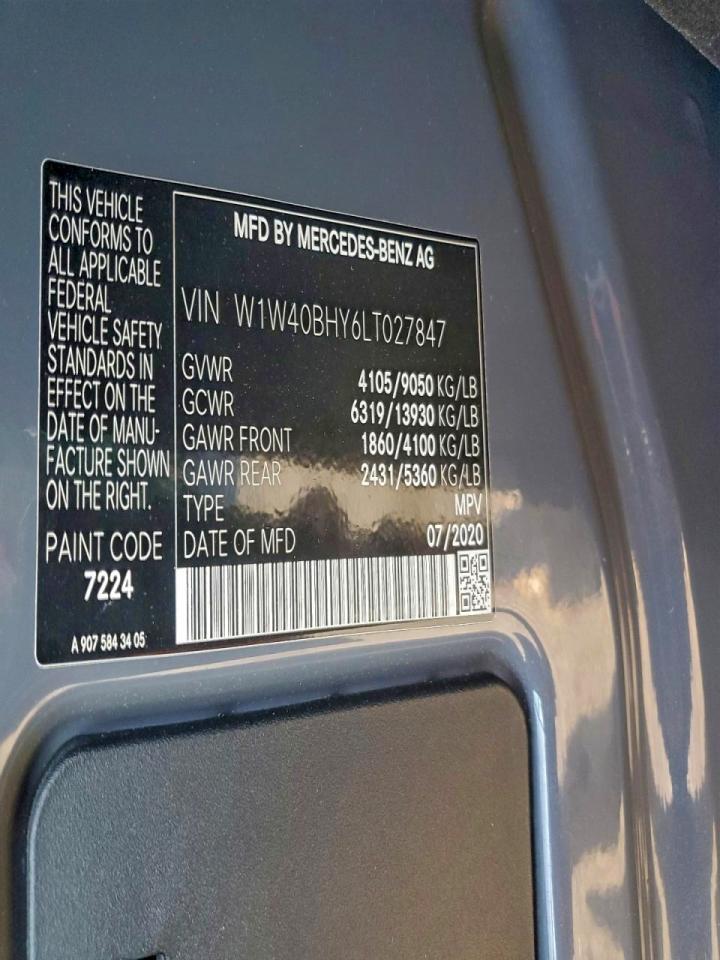 THIS VEHICLE
CONFORMS TO
ALL APPLICABLE
FEDERAL
VEHICLE SAFETY
STANDARDS IN
EFFECT ON THE
DATE OF MANU-
FACTURE SHOWN
ON THE RIGHT.
PAINT CODE
7224
A 907 584 34 05
MFD BY MERCEDES-BENZ AG
VIN W1W40BHY6LT027847
GVWR 4105/9050 KG/LB
GCWR 6319/13930 KG/LB
GAWR FRONT 1860/4100 KG/LB
GAWR REAR 2431/5360 KG/LB
TYPE MPV
DATE OF MFD 07/2020